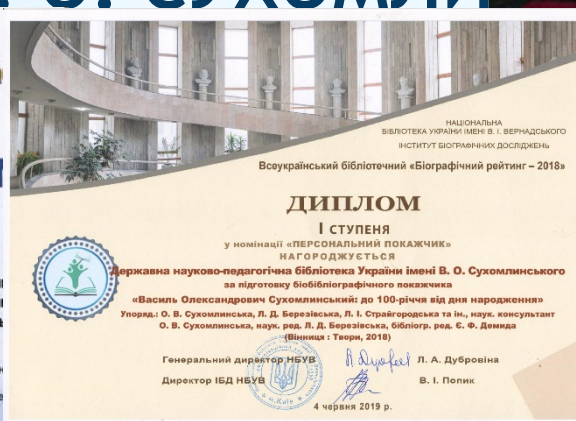 . О. СУХОМЛИ
НАЦІОНАЛЬНА
БІБЛІОТЕКА УКРАЇНИ ІМЕНІ В. І. ВЕРНАДСЬКОГО
ІНСТИТУТ БІОГРАФІЧНИХ ДОСЛІДЖЕНЬ
Всеукраїнський бібліотечний «Біографічний рейтинг – 2018»
ДИПЛОМ
І СТУПЕНЯ
у номінації «ПЕРСОНАЛЬНИЙ ПОКАЖЧИК»
НАГОРОДЖУЄТЬСЯ
Державна науково-педагогічна бібліотека України імені В. О. Сухомлинського
за підготовку біобібліографічного покажчика
«Василь Олександрович Сухомлинський: до 100-річчя від дня народження»
Упоряд.: О. В. Сухомлинська, Л. Д. Березівська, Л. І. Страйгородська та ін., наук. консультант
О. В. Сухомлинська, наук. ред. Л. Д. Березівська, бібліогр. ред. Є. Ф. Демида
(Вінниця : Твори, 2018)
Генеральний директор НБУВ Л. А. Дубровіна
Директор ІБД НБУВ В. І. Попик
м. Київ
4 червня 2019 р.